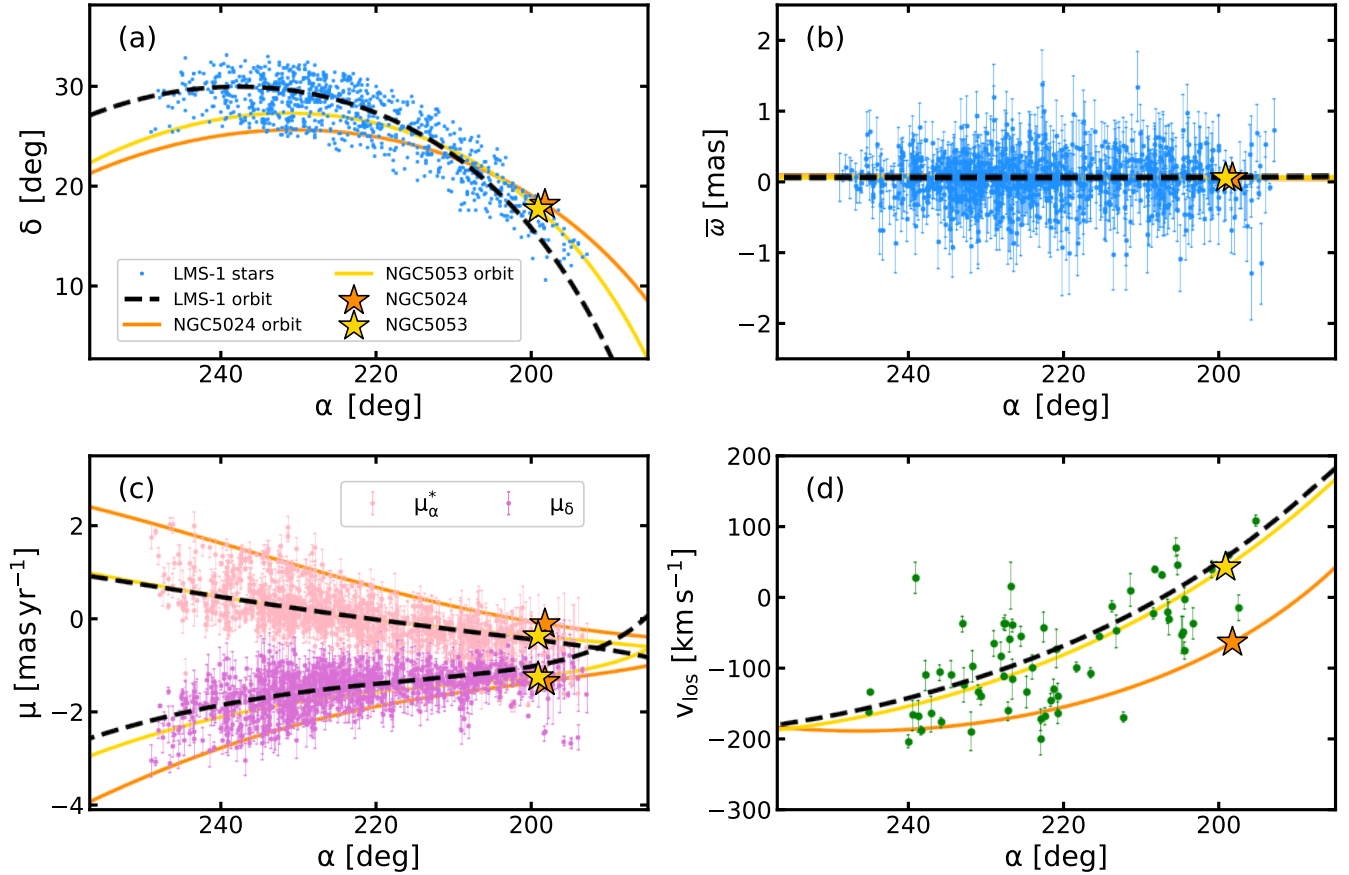 (a)
30
20
10
δ [deg]
LMS-1 stars
LMS-1 orbit
NGC5024 orbit
NGC5053 orbit
NGC5024
NGC5053
240 220 200
α [deg]
(b)
2
1
0
−1
−2
ϖ̅ [mas]
240 220 200
α [deg]
(c)
μ*α μδ
2
0
−2
−4
μ [mas yr⁻¹]
240 220 200
α [deg]
(d)
200
100
0
−100
−200
−300
vlos [km s⁻¹]
240 220 200
α [deg]